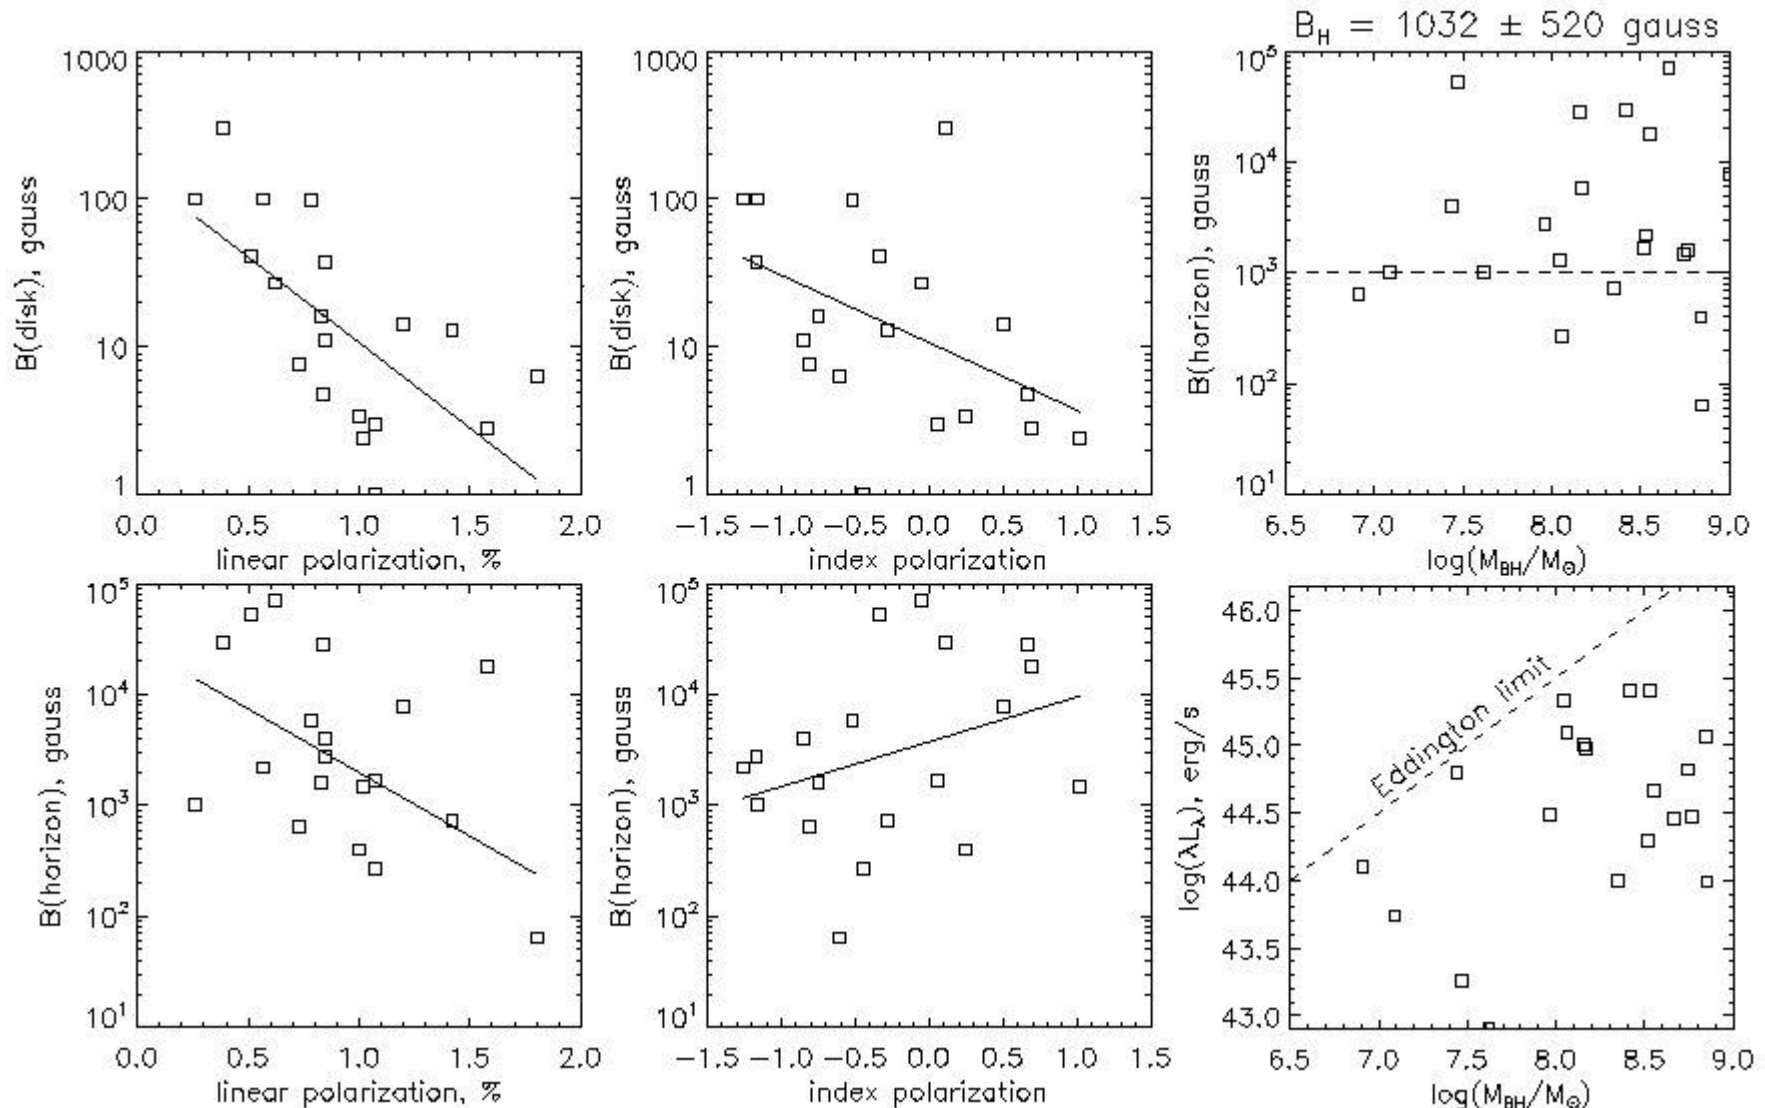 B_H = 1032 ± 520 gauss
1000
100
10
1
B(disk), gauss
0.0 0.5 1.0 1.5 2.0
linear polarization, %
1000
100
10
1
B(disk), gauss
−1.5 −1.0 −0.5 0.0 0.5 1.0 1.5
index polarization
10^5
10^4
10^3
10^2
10^1
B(horizon), gauss
6.5 7.0 7.5 8.0 8.5 9.0
log(M_BH/M_⊙)
10^5
10^4
10^3
10^2
10^1
B(horizon), gauss
0.0 0.5 1.0 1.5 2.0
linear polarization, %
10^5
10^4
10^3
10^2
10^1
B(horizon), gauss
−1.5 −1.0 −0.5 0.0 0.5 1.0 1.5
index polarization
46.0
45.5
45.0
44.5
44.0
43.5
43.0
log(λL_λ), erg/s
Eddington limit
6.5 7.0 7.5 8.0 8.5 9.0
log(M_BH/M_⊙)